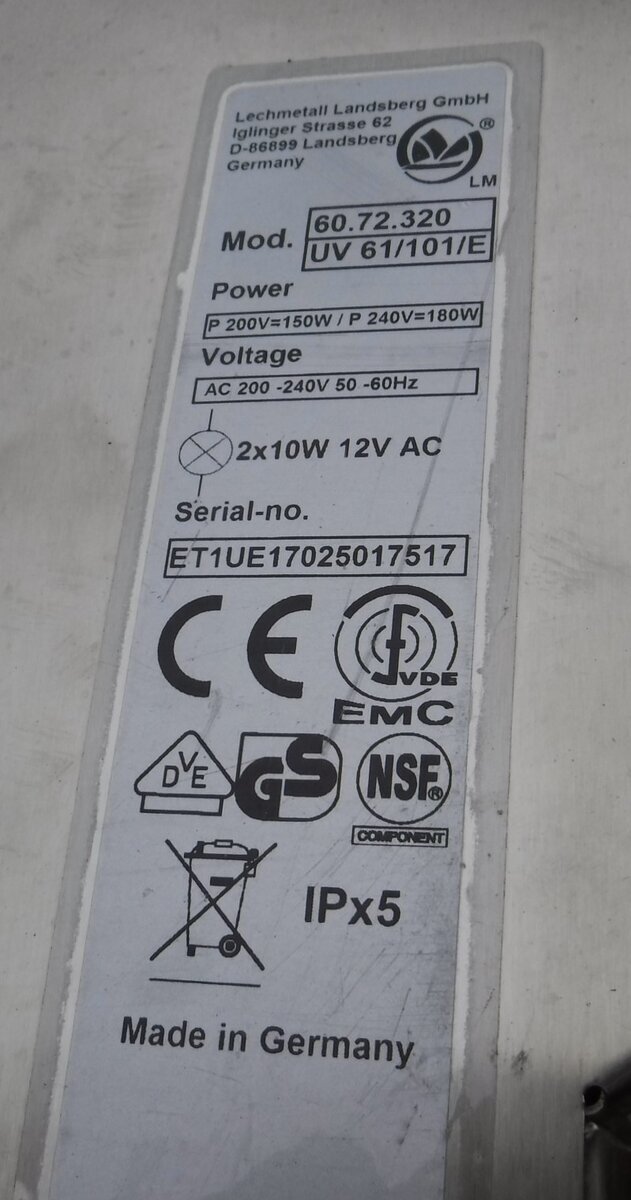 Lechmetall Landsberg GmbH
Iglinger Strasse 62
D-86899 Landsberg
Germany
®
LM
Mod.
60.72.320
UV 61/101/E
Power
P 200V=150W / P 240V=180W
Voltage
AC 200 -240V 50 -60Hz
2x10W 12V AC
Serial-no.
ET1UE17025017517
CE
VDE
EMC
DVE
GS
NSF®
COMPONENT
IPx5
Made in Germany